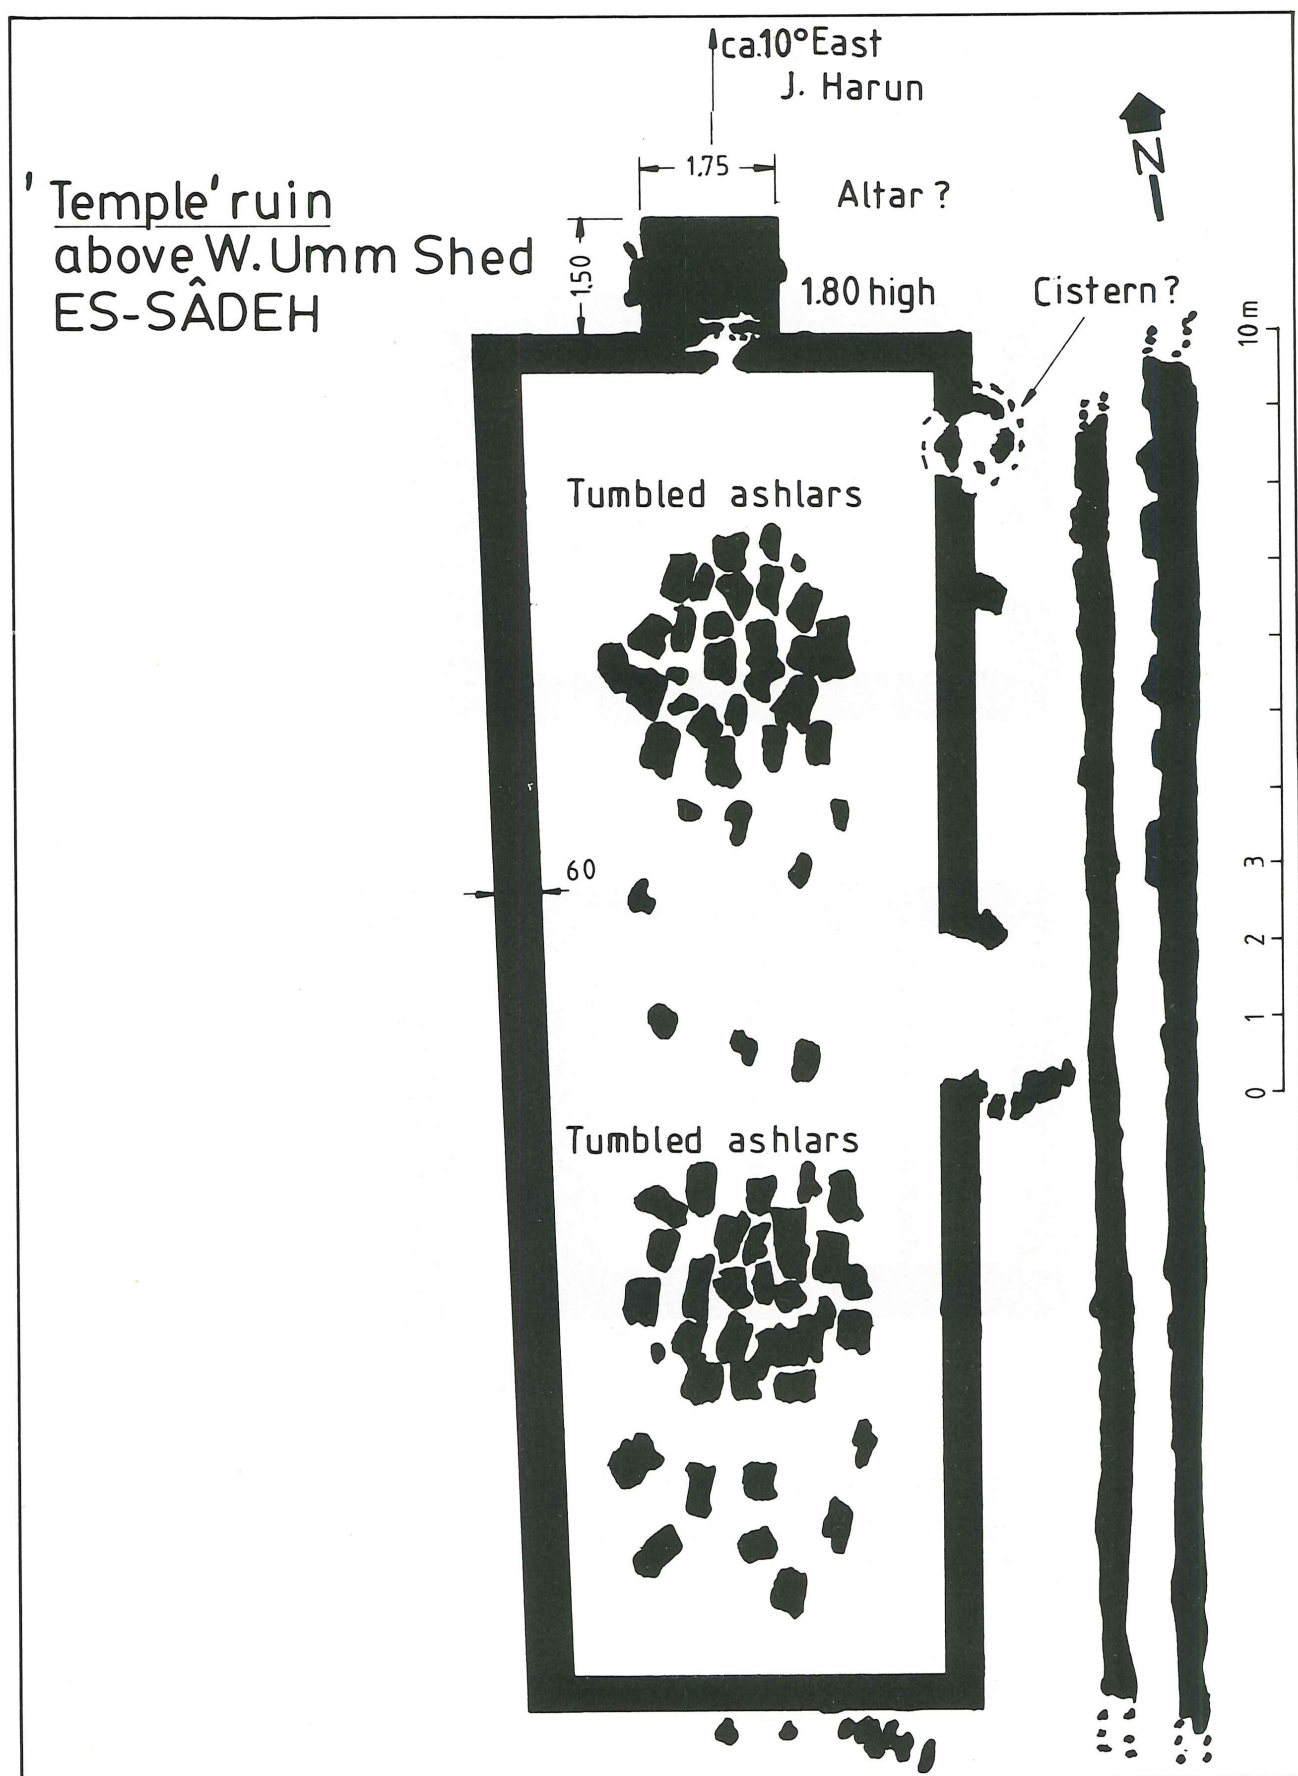 ca.10° East
J. Harun
1.75
'Temple' ruin
above W. Umm Shed
ES-SÂDEH
Altar ?
1.50
1.80 high
Cistern ?
10 m
Tumbled ashlars
60
3
2
1
0
Tumbled ashlars
N